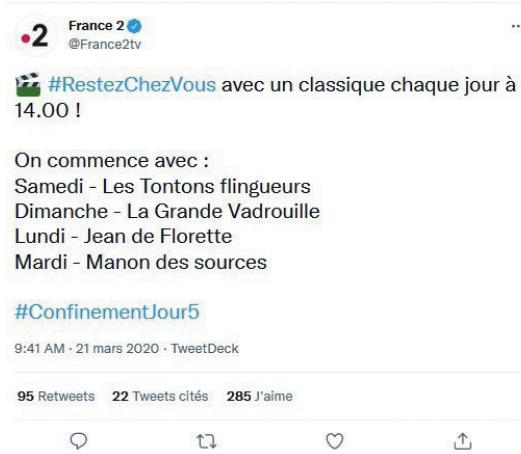 2 France 2
@France2tv
#RestezChezVous avec un classique chaque jour à
14.00 !
On commence avec :
Samedi - Les Tontons flingueurs
Dimanche - La Grande Vadrouille
Lundi - Jean de Florette
Mardi - Manon des sources
#ConfinementJour5
9:41 AM · 21 mars 2020 · TweetDeck
95 Retweets 22 Tweets cités 285 J'aime